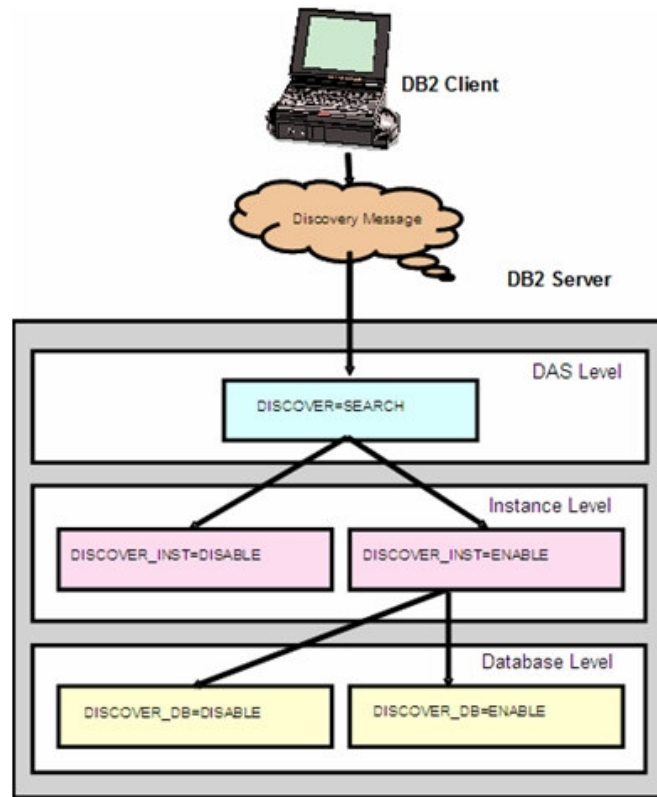 DB2 Client
Discovery Message
DB2 Server
DAS Level
DISCOVER=SEARCH
Instance Level
DISCOVER_INST=DISABLE
DISCOVER_INST=ENABLE
Database Level
DISCOVER_DB=DISABLE
DISCOVER_DB=ENABLE